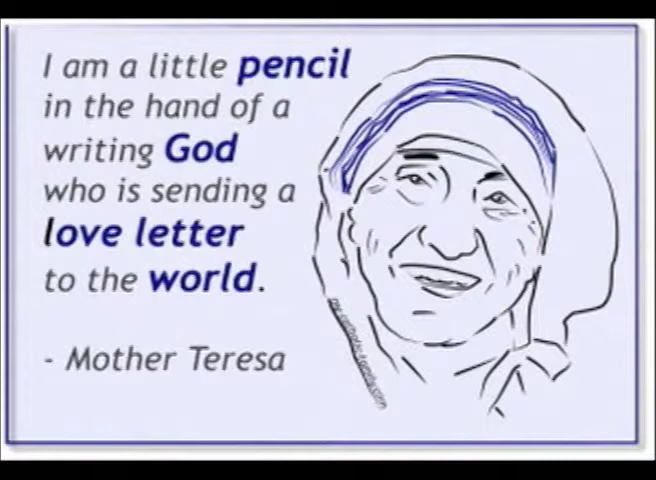 I am a little pencil
in the hand of a
writing God
who is sending a
love letter
to the world.
- Mother Teresa